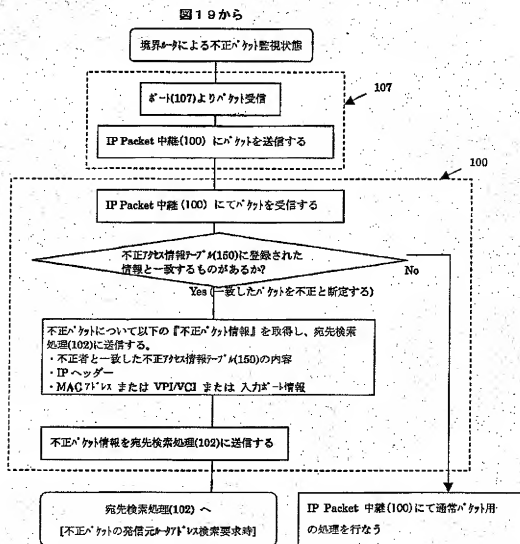 図19から
境界ルータによる不正パケット監視状態
ポート(107)よりパケット受信
107
IP Packet 中継(100) にパケットを送信する
100
IP Packet 中継(100) にてパケットを受信する
不正アクセス情報テーブル(150)に登録された
情報と一致するものがあるか?
No
Yes (一致したパケットを不正と断定する)
不正パケットについて以下の『不正パケット情報』を取得し、宛先検索
処理(102)に送信する。
・不正者と一致した不正アクセス情報テーブル(150)の内容
・IPヘッダー
・MACアドレス または VPI/VCI または 入力ポート情報
不正パケット情報を宛先検索処理(102)に送信する
宛先検索処理(102) へ
[不正パケットの発信元ルータアドレス検索要求時]
IP Packet 中継(100)にて通常パケット用
の処理を行なう